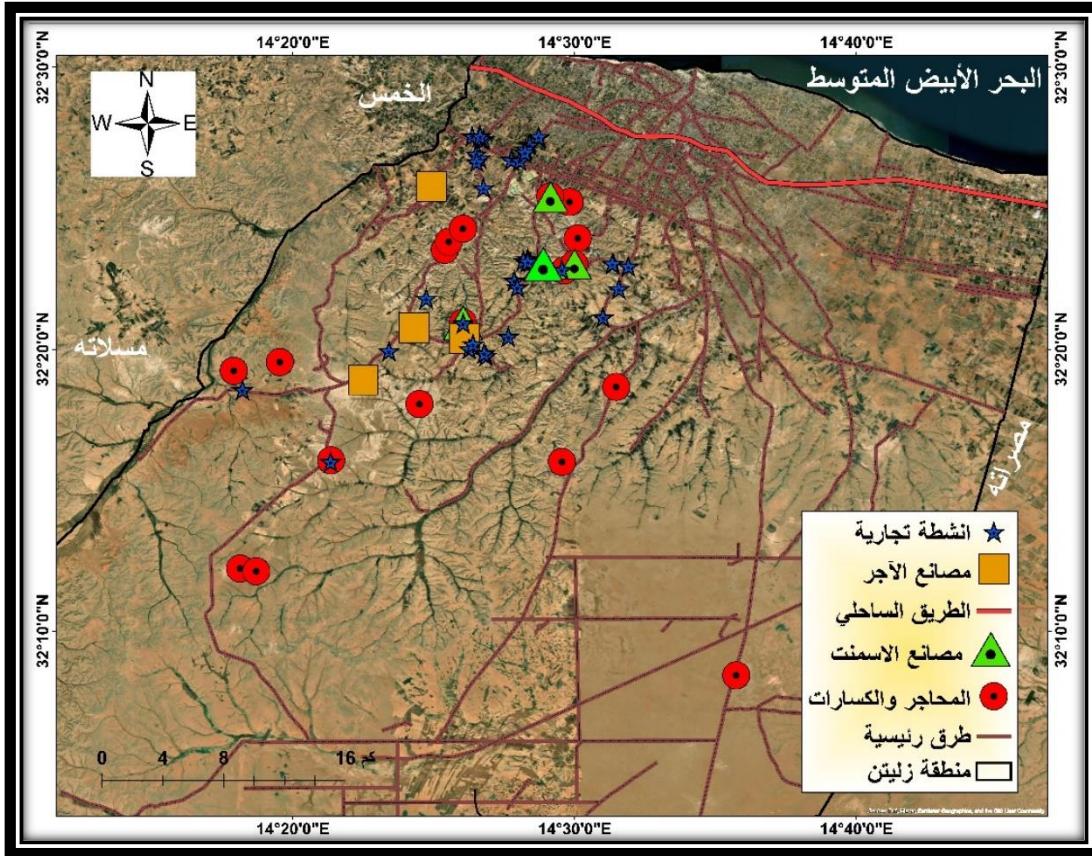 14°20'0"E
14°30'0"E
14°40'0"E
32°30'0"N
32°30'0"N
N
W E
S
الخمس
البحر الأبيض المتوسط
32°20'0"N
32°20'0"N
مسلاته
مصراته
انشطة تجارية
مصانع الآجر
الطريق الساحلي
مصانع الاسمنت
المحاجر والكسارات
طرق رئيسية
منطقة زليتن
32°10'0"N
32°10'0"N
0 4 8 16 كم
14°20'0"E
14°30'0"E
14°40'0"E